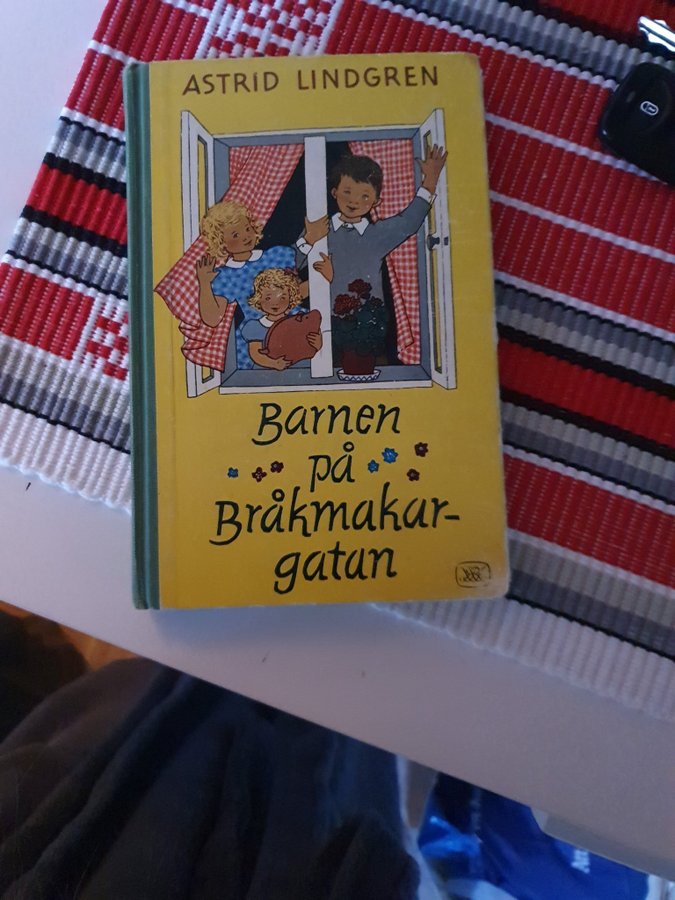 ASTRID LINDGREN
Barnen
på
Bråkmakar-
gatan